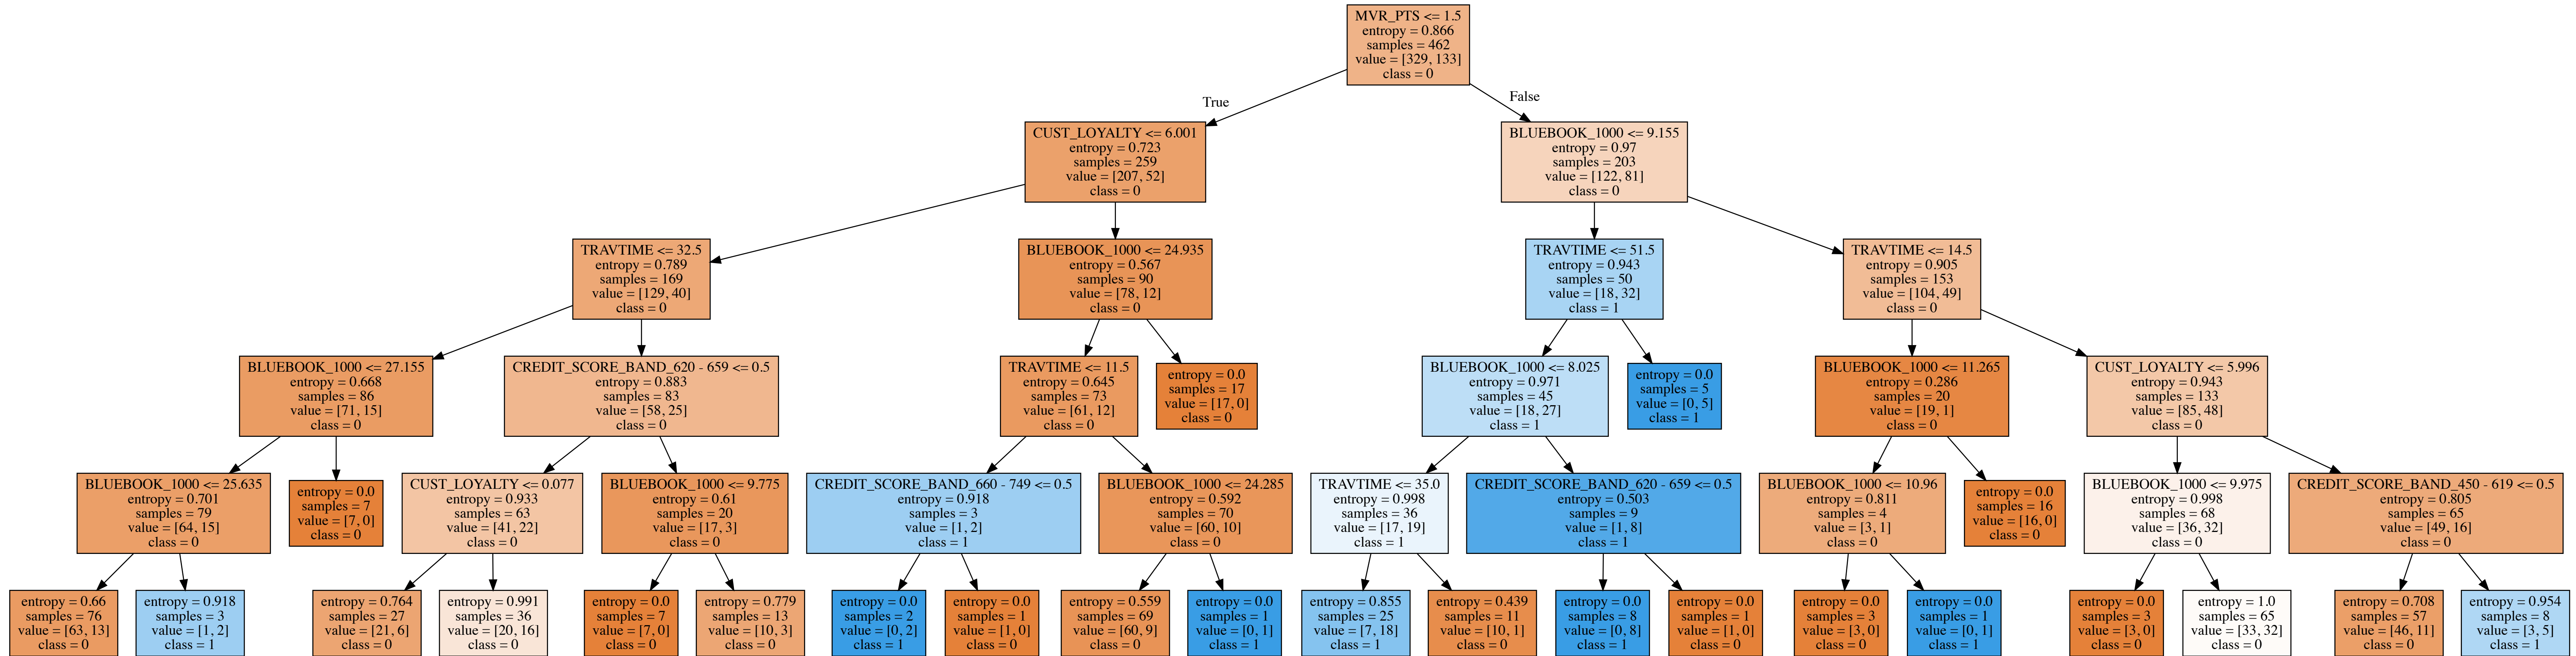 MVR_PTS <= 1.5
entropy = 0.866
samples = 462
value = [329, 133]
class = 0
True
False
CUST_LOYALTY <= 6.001
entropy = 0.723
samples = 259
value = [207, 52]
class = 0
BLUEBOOK_1000 <= 9.155
entropy = 0.97
samples = 203
value = [122, 81]
class = 0
TRAVTIME <= 32.5
entropy = 0.789
samples = 169
value = [129, 40]
class = 0
BLUEBOOK_1000 <= 24.935
entropy = 0.567
samples = 90
value = [78, 12]
class = 0
TRAVTIME <= 51.5
entropy = 0.943
samples = 50
value = [18, 32]
class = 1
TRAVTIME <= 14.5
entropy = 0.905
samples = 153
value = [104, 49]
class = 0
BLUEBOOK_1000 <= 27.155
entropy = 0.668
samples = 86
value = [71, 15]
class = 0
CREDIT_SCORE_BAND_620 - 659 <= 0.5
entropy = 0.883
samples = 83
value = [58, 25]
class = 0
TRAVTIME <= 11.5
entropy = 0.645
samples = 73
value = [61, 12]
class = 0
entropy = 0.0
samples = 17
value = [17, 0]
class = 0
BLUEBOOK_1000 <= 8.025
entropy = 0.971
samples = 45
value = [18, 27]
class = 1
entropy = 0.0
samples = 5
value = [0, 5]
class = 1
BLUEBOOK_1000 <= 11.265
entropy = 0.286
samples = 20
value = [19, 1]
class = 0
CUST_LOYALTY <= 5.996
entropy = 0.943
samples = 133
value = [85, 48]
class = 0
BLUEBOOK_1000 <= 25.635
entropy = 0.701
samples = 79
value = [64, 15]
class = 0
entropy = 0.0
samples = 7
value = [7, 0]
class = 0
CUST_LOYALTY <= 0.077
entropy = 0.933
samples = 63
value = [41, 22]
class = 0
BLUEBOOK_1000 <= 9.775
entropy = 0.61
samples = 20
value = [17, 3]
class = 0
CREDIT_SCORE_BAND_660 - 749 <= 0.5
entropy = 0.918
samples = 3
value = [1, 2]
class = 1
BLUEBOOK_1000 <= 24.285
entropy = 0.592
samples = 70
value = [60, 10]
class = 0
TRAVTIME <= 35.0
entropy = 0.998
samples = 36
value = [17, 19]
class = 1
CREDIT_SCORE_BAND_620 - 659 <= 0.5
entropy = 0.503
samples = 9
value = [1, 8]
class = 1
BLUEBOOK_1000 <= 10.96
entropy = 0.811
samples = 4
value = [3, 1]
class = 0
entropy = 0.0
samples = 16
value = [16, 0]
class = 0
BLUEBOOK_1000 <= 9.975
entropy = 0.998
samples = 68
value = [36, 32]
class = 0
CREDIT_SCORE_BAND_450 - 619 <= 0.5
entropy = 0.805
samples = 65
value = [49, 16]
class = 0
entropy = 0.66
samples = 76
value = [63, 13]
class = 0
entropy = 0.918
samples = 3
value = [1, 2]
class = 1
entropy = 0.764
samples = 27
value = [21, 6]
class = 0
entropy = 0.991
samples = 36
value = [20, 16]
class = 0
entropy = 0.0
samples = 7
value = [7, 0]
class = 0
entropy = 0.779
samples = 13
value = [10, 3]
class = 0
entropy = 0.0
samples = 2
value = [0, 2]
class = 1
entropy = 0.0
samples = 1
value = [1, 0]
class = 0
entropy = 0.559
samples = 69
value = [60, 9]
class = 0
entropy = 0.0
samples = 1
value = [0, 1]
class = 1
entropy = 0.855
samples = 25
value = [7, 18]
class = 1
entropy = 0.439
samples = 11
value = [10, 1]
class = 0
entropy = 0.0
samples = 8
value = [0, 8]
class = 1
entropy = 0.0
samples = 1
value = [1, 0]
class = 0
entropy = 0.0
samples = 3
value = [3, 0]
class = 0
entropy = 0.0
samples = 1
value = [0, 1]
class = 1
entropy = 0.0
samples = 3
value = [3, 0]
class = 0
entropy = 1.0
samples = 65
value = [33, 32]
class = 0
entropy = 0.708
samples = 57
value = [46, 11]
class = 0
entropy = 0.954
samples = 8
value = [3, 5]
class = 1